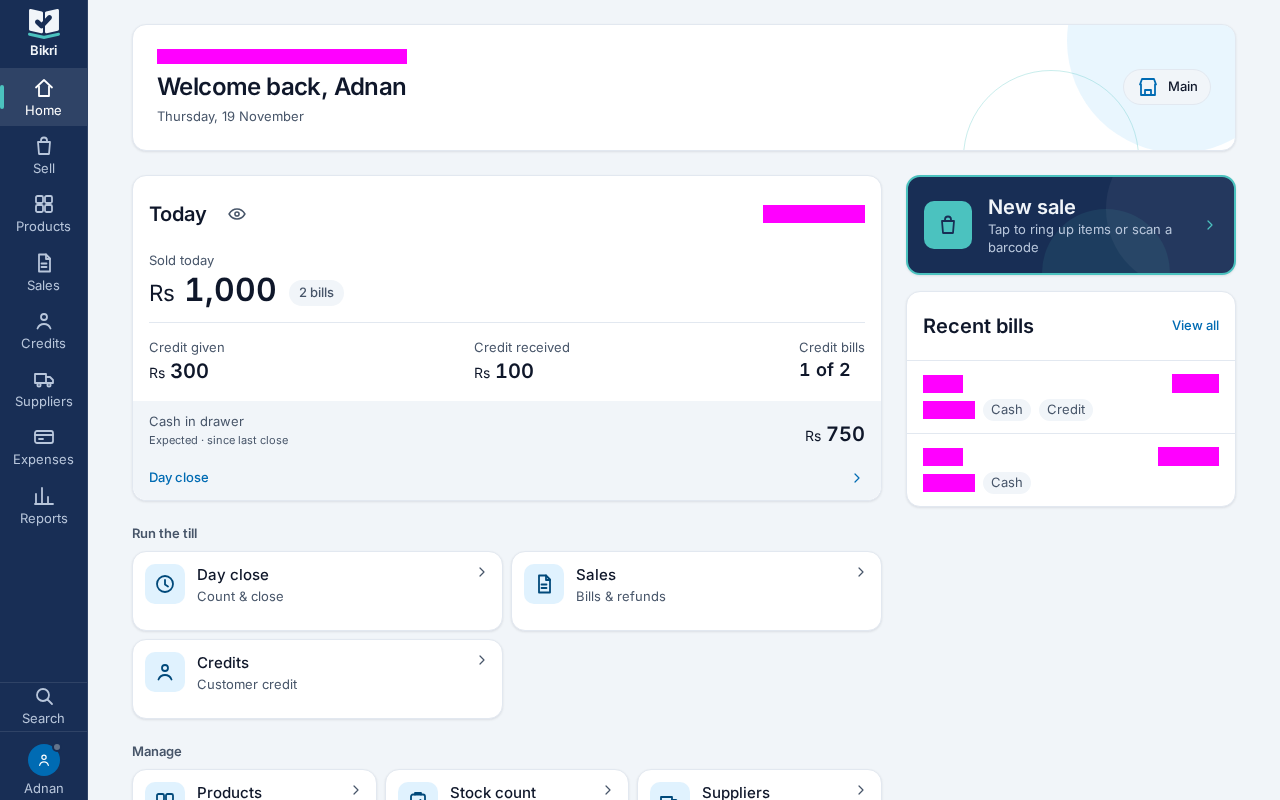 Bikri
Home
Sell
Products
Sales
Credits
Suppliers
Expenses
Reports
Search
Adnan
Welcome back, Adnan
Thursday, 19 November
Main
Today
Sold today
Rs 1,000 2 bills
Credit given
Rs 300
Credit received
Rs 100
Credit bills
1 of 2
Cash in drawer
Expected · since last close
Rs 750
Day close
New sale
Tap to ring up items or scan a
barcode
Recent bills View all
Cash Credit
Cash
Run the till
Day close
Count & close
Sales
Bills & refunds
Credits
Customer credit
Manage
Products
Stock count
Suppliers